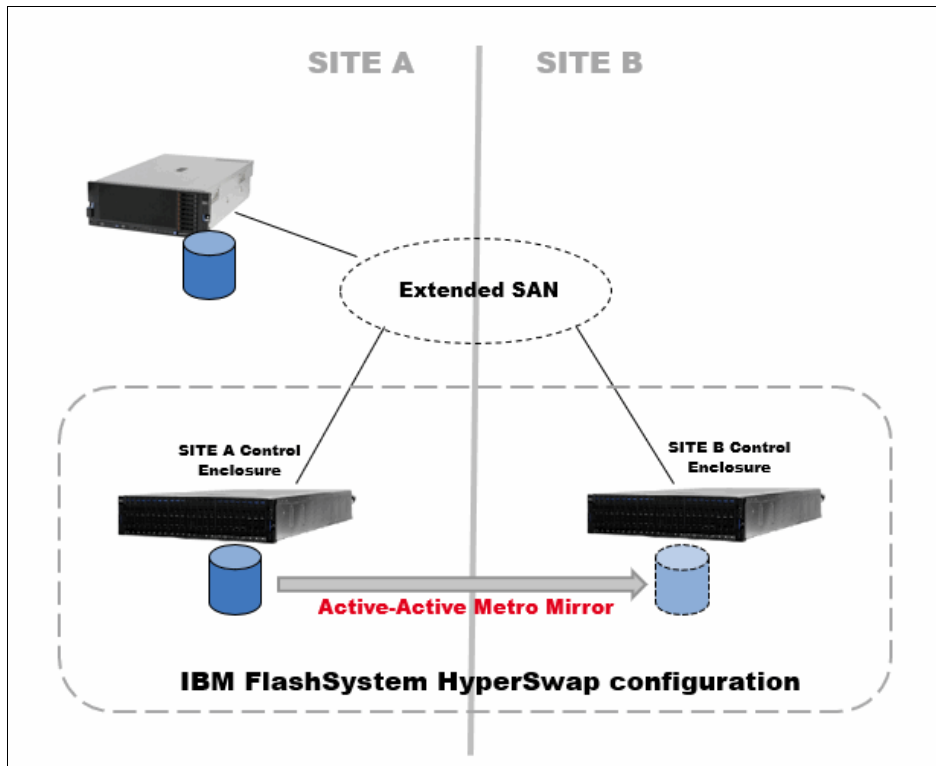 SITE A
SITE B
Extended SAN
SITE A Control
Enclosure
SITE B Control
Enclosure
Active-Active Metro Mirror
IBM FlashSystem HyperSwap configuration